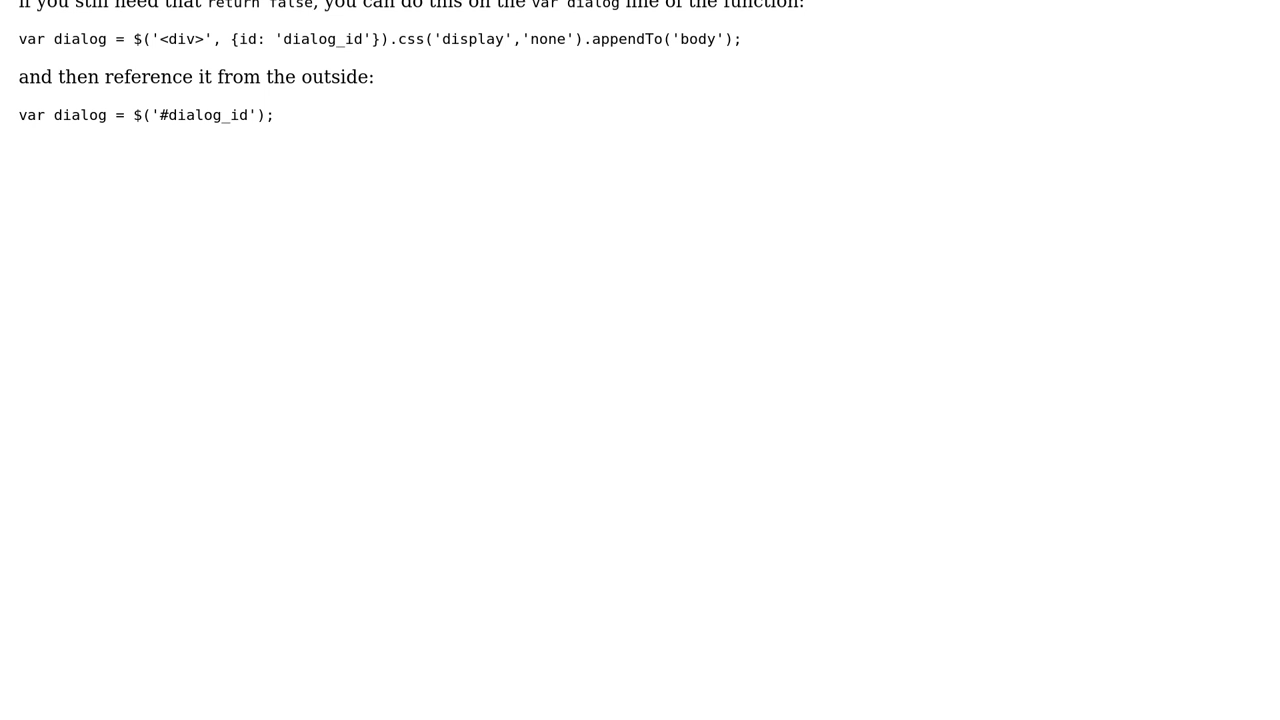 if you still need that return false, you can do this on the var dialog line of the function:
var dialog = $('<div>', {id: 'dialog_id'}).css('display','none').appendTo('body');
and then reference it from the outside:
var dialog = $('#dialog_id');